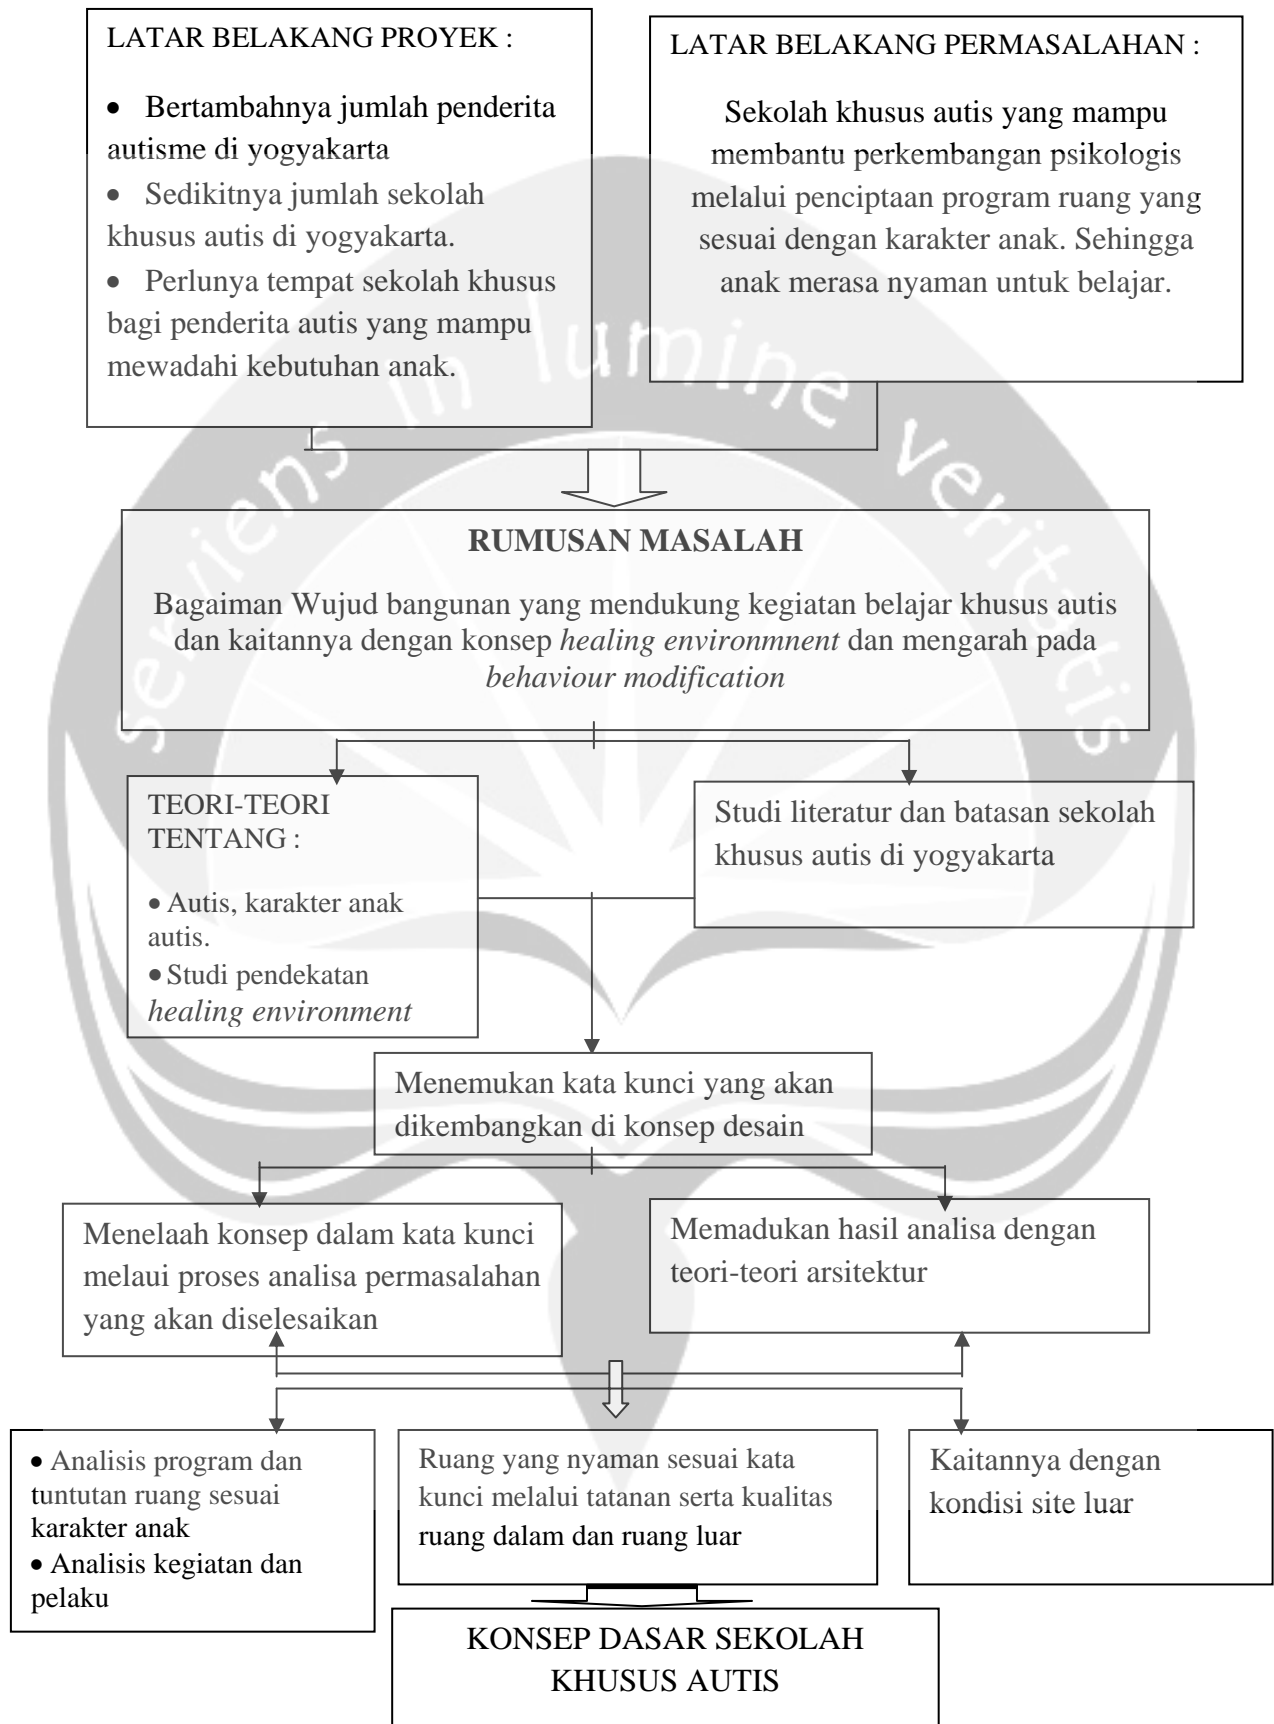 LATAR BELAKANG PROYEK :
• Bertambahnya jumlah penderita
autisme di yogyakarta
• Sedikitnya jumlah sekolah
khusus autis di yogyakarta.
• Perlunya tempat sekolah khusus
bagi penderita autis yang mampu
mewadahi kebutuhan anak.
LATAR BELAKANG PERMASALAHAN :
Sekolah khusus autis yang mampu
membantu perkembangan psikologis
melalui penciptaan program ruang yang
sesuai dengan karakter anak. Sehingga
anak merasa nyaman untuk belajar.
serviens in lumine veritatis
RUMUSAN MASALAH
Bagaiman Wujud bangunan yang mendukung kegiatan belajar khusus autis
dan kaitannya dengan konsep healing environmnent dan mengarah pada
behaviour modification
TEORI-TEORI
TENTANG :
• Autis, karakter anak
autis.
• Studi pendekatan
healing environment
Studi literatur dan batasan sekolah
khusus autis di yogyakarta
Menemukan kata kunci yang akan
dikembangkan di konsep desain
Menelaah konsep dalam kata kunci
melaui proses analisa permasalahan
yang akan diselesaikan
Memadukan hasil analisa dengan
teori-teori arsitektur
• Analisis program dan
tuntutan ruang sesuai
karakter anak
• Analisis kegiatan dan
pelaku
Ruang yang nyaman sesuai kata
kunci melalui tatanan serta kualitas
ruang dalam dan ruang luar
Kaitannya dengan
kondisi site luar
KONSEP DASAR SEKOLAH
KHUSUS AUTIS